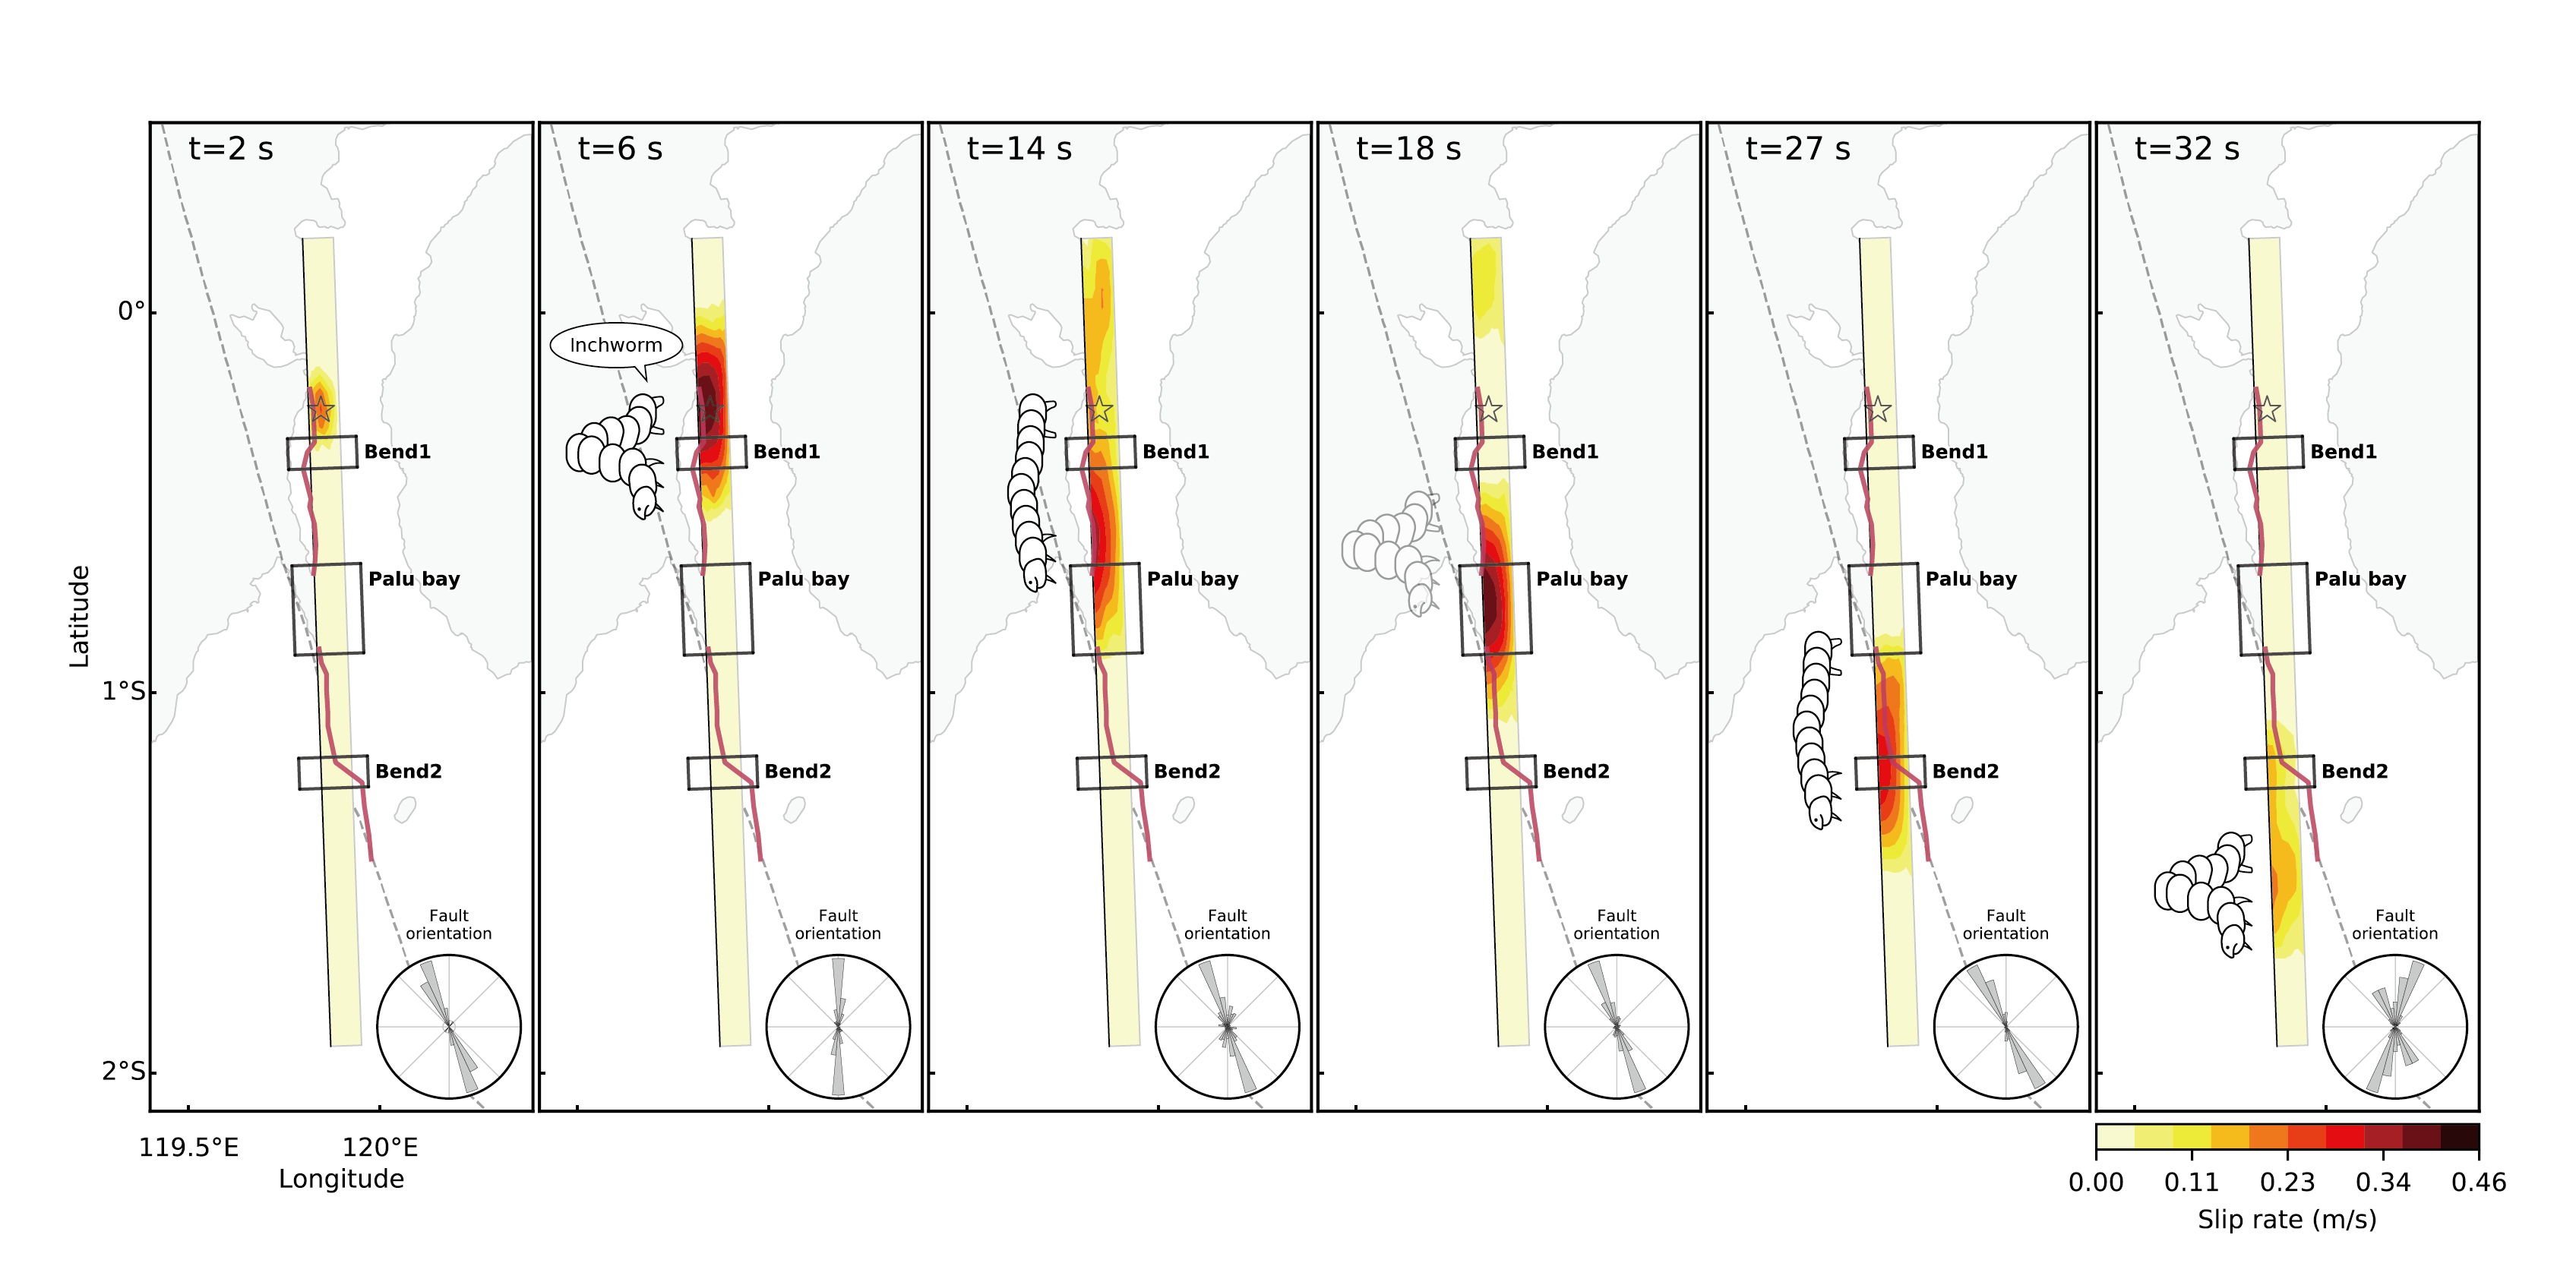 t=2 s
t=6 s
t=14 s
t=18 s
t=27 s
t=32 s
0°
1°S
2°S
Latitude
Inchworm
Bend1
Bend1
Bend1
Bend1
Bend1
Bend1
Palu bay
Palu bay
Palu bay
Palu bay
Palu bay
Palu bay
Bend2
Bend2
Bend2
Bend2
Bend2
Bend2
Fault
orientation
Fault
orientation
Fault
orientation
Fault
orientation
Fault
orientation
Fault
orientation
119.5°E 120°E
Longitude
0.00 0.11 0.23 0.34 0.46
Slip rate (m/s)